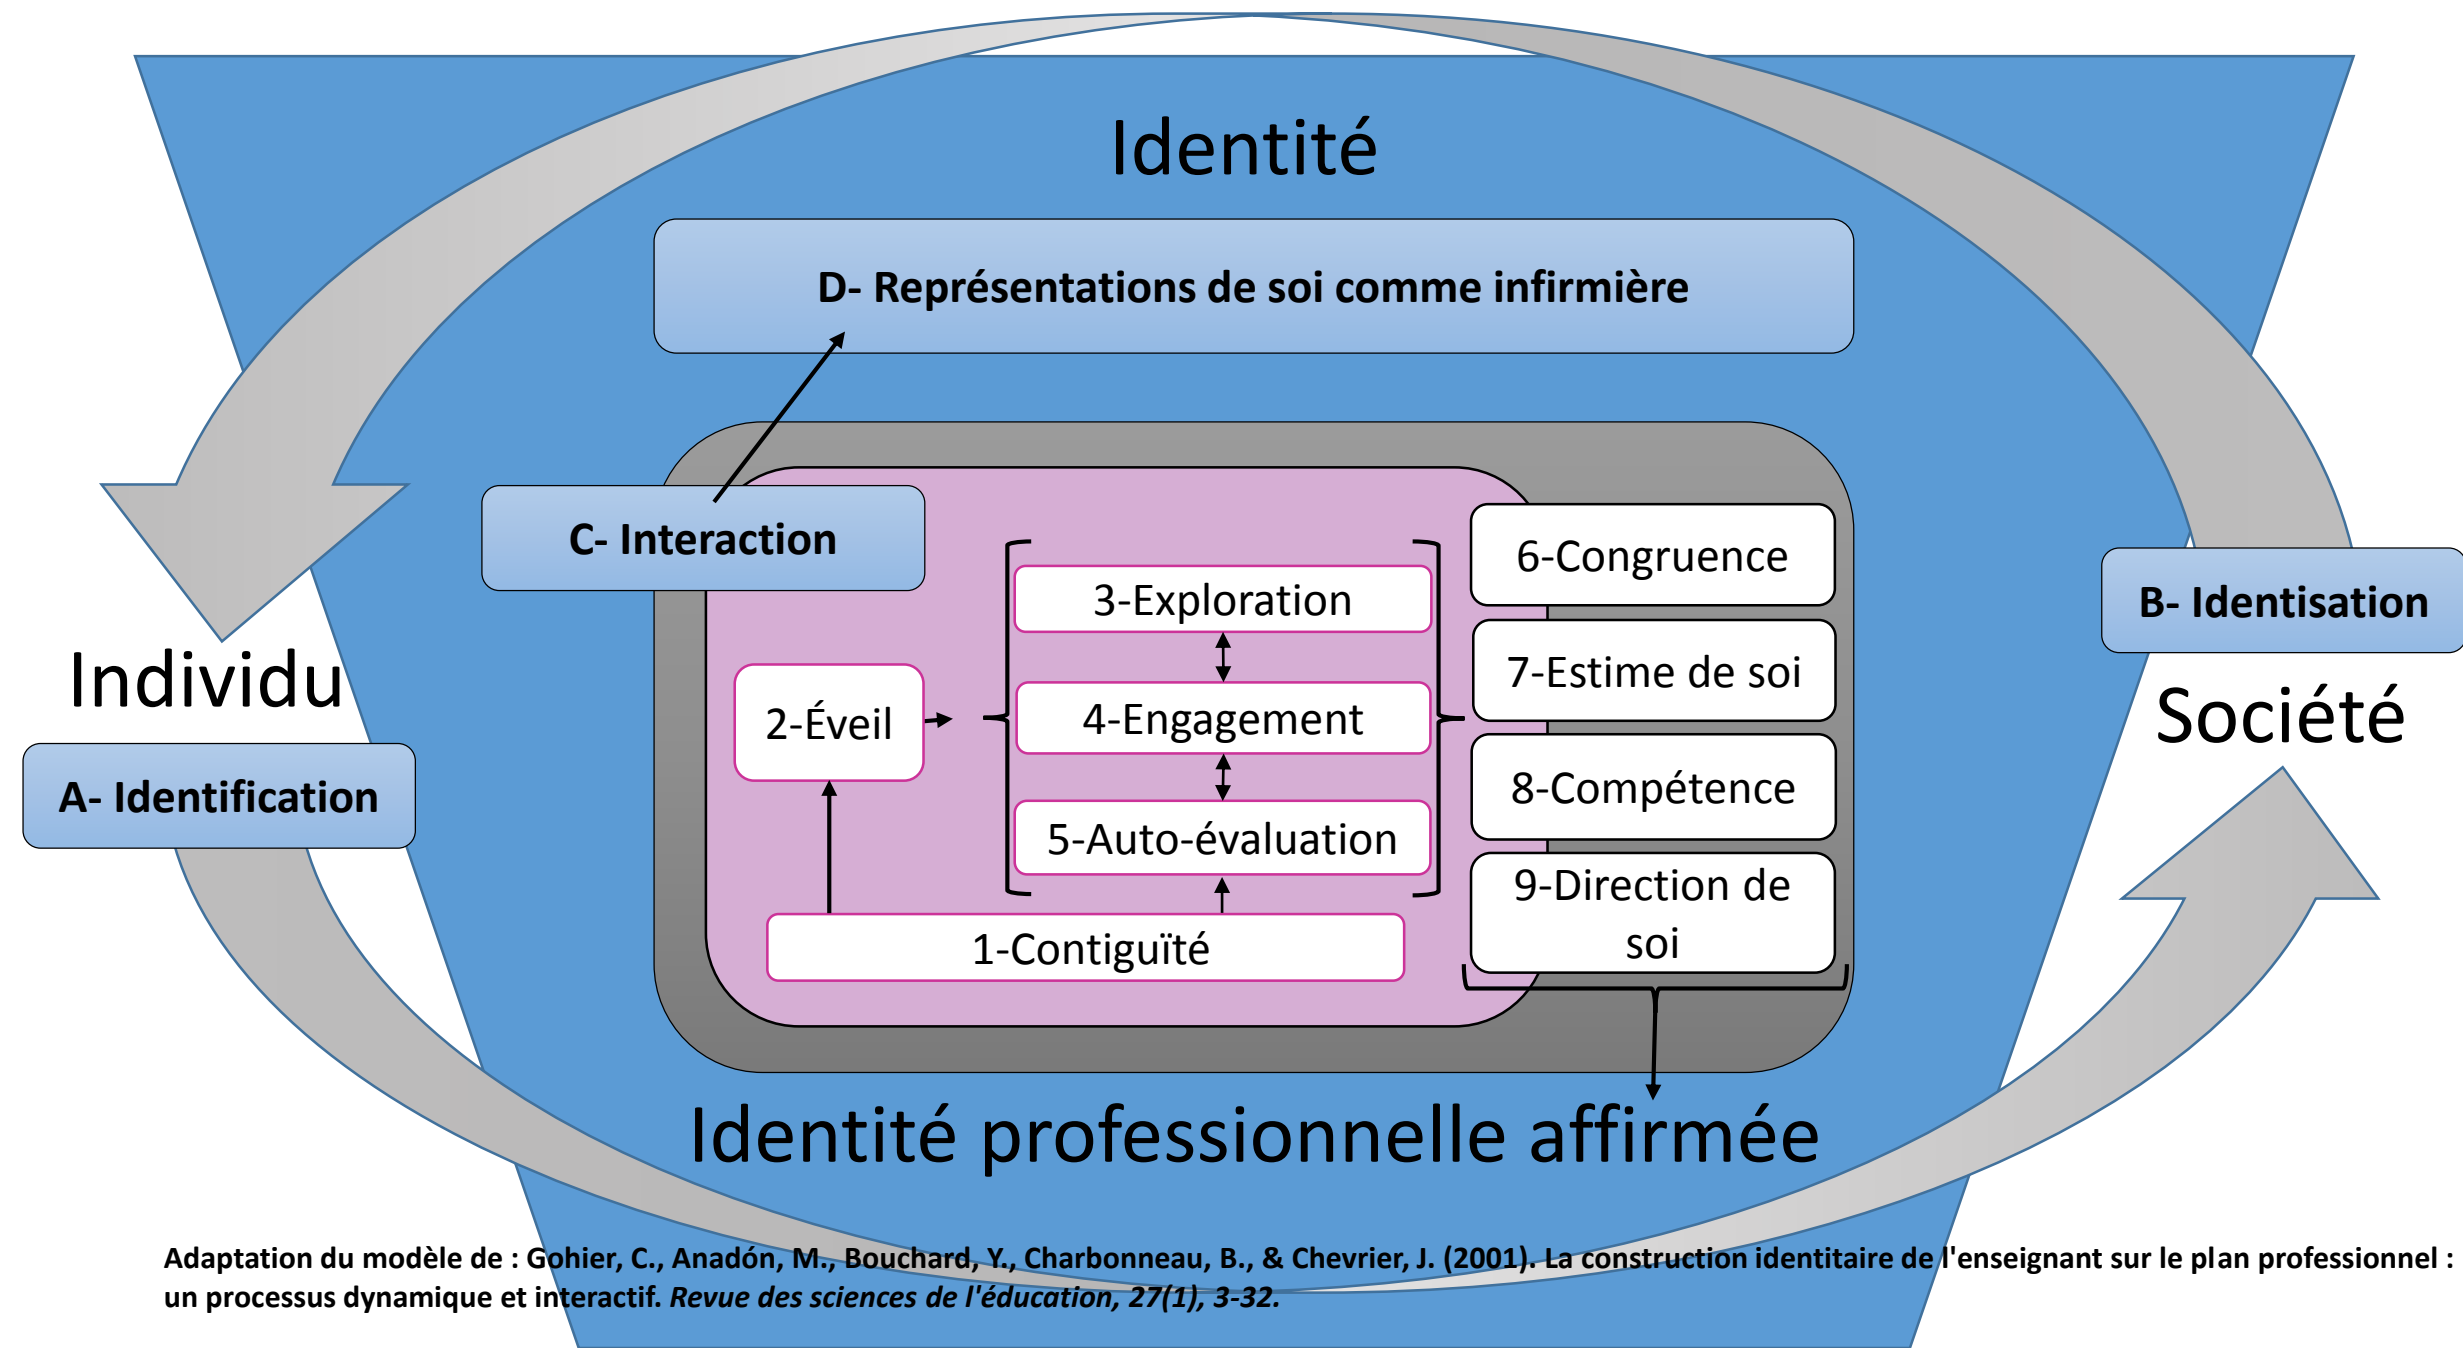 Identité
D- Représentations de soi comme infirmière
C- Interaction
6-Congruence
3-Exploration
B- Identisation
Individu
7-Estime de soi
2-Éveil
4-Engagement
Société
A- Identification
8-Compétence
5-Auto-évaluation
9-Direction de
soi
1-Contiguïté
Identité professionnelle affirmée
Adaptation du modèle de : Gohier, C., Anadón, M., Bouchard, Y., Charbonneau, B., & Chevrier, J. (2001). La construction identitaire de l'enseignant sur le plan professionnel :
un processus dynamique et interactif. Revue des sciences de l'éducation, 27(1), 3-32.